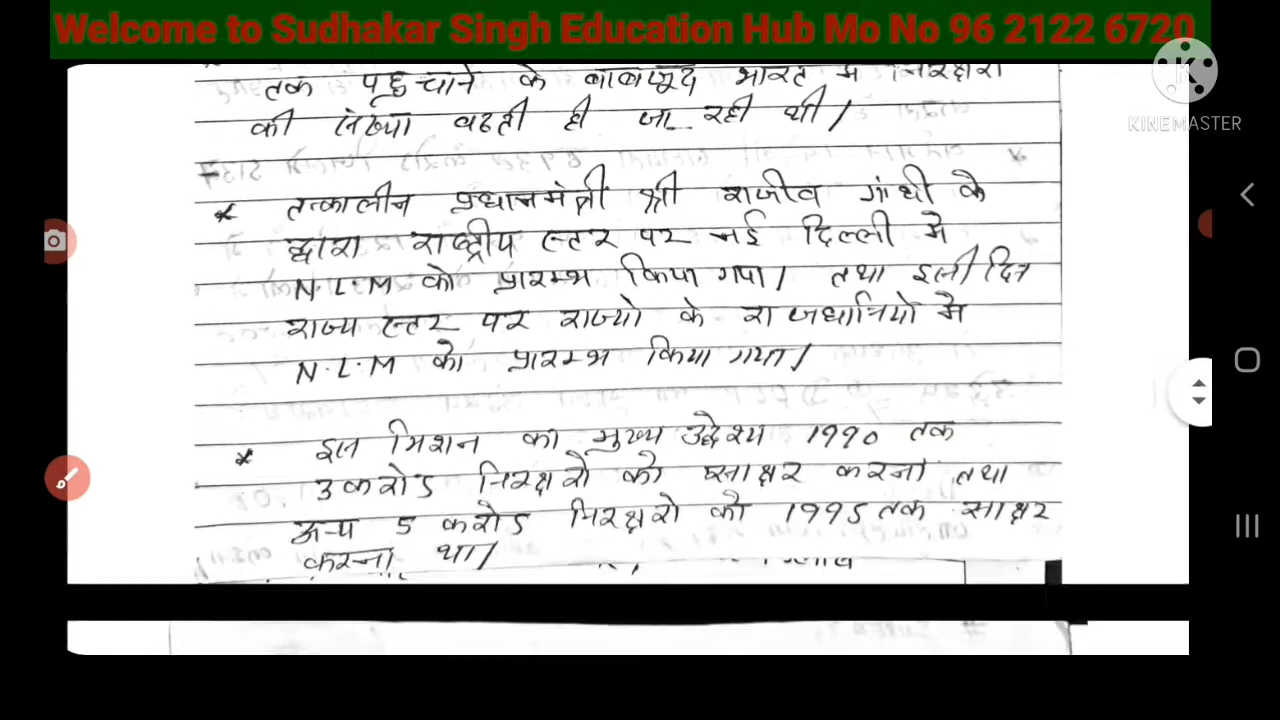 Welcome to Sudhakar Singh Education Hub Mo No 96 2122 6720
KINEMASTER
तक पहुचाने के बाबजूद भारत मे निरक्षरो
की संख्या बढती ही जा रही थी।
* तत्कालीन प्रधानमंत्री श्री राजीव गांधी के
द्वारा राष्ट्रीय स्तर पर नई दिल्ली मे
N.L.M को प्रारम्भ किया गया। तथा इसी दिन
राज्य स्तर पर राज्यो के राजधानियो मे
N.L.M को प्रारम्भ किया गया।
* इस मिशन का मुख्य उद्देश्य 1990 तक
3 करोड निरक्षरो को साक्षर करना तथा
अन्य 5 करोड निरक्षरो को 1995 तक साक्षर
करना था।